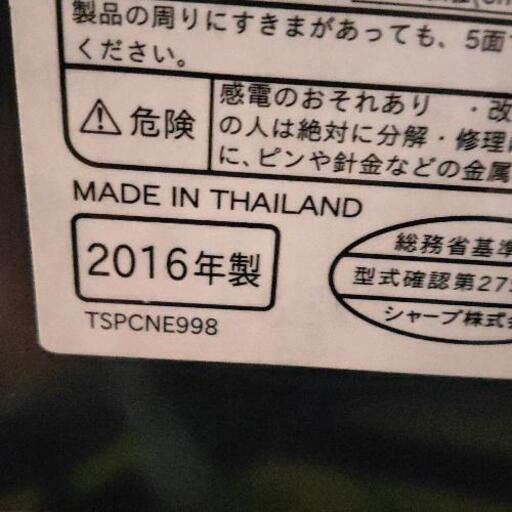 製品の周りにすきまがあっても、5面
ください。
危険
感電のおそれあり ・改
の人は絶対に分解・修理
に、ピンや針金などの金属
MADE IN THAILAND
2016年製
TSPCNE998
総務省基準
型式確認第27
シャープ株式